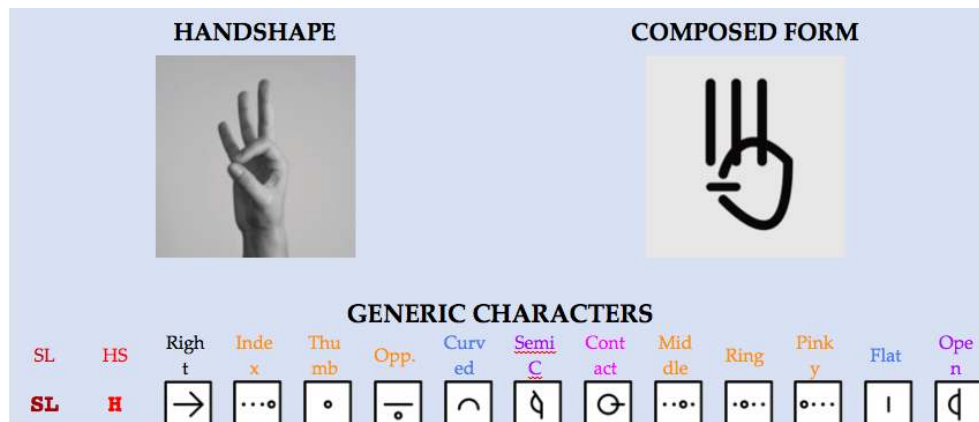 HANDSHAPE COMPOSED FORM
GENERIC CHARACTERS
SL HS Righ Inde Thu Opp. Curv Semi Cont Mid Ring Pink Flat Ope
t x mb ed C act dle y n
SL H